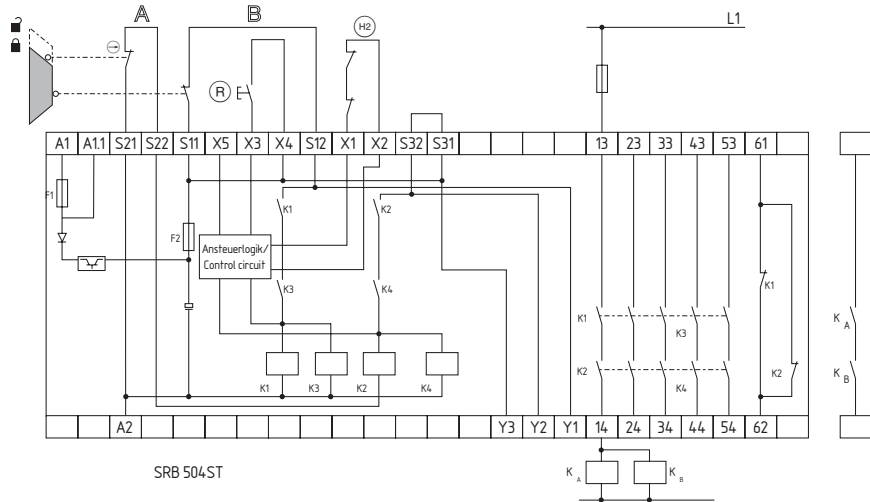 A B H2 L1
R
A1 A1.1 S21 S22 S11 X5 X3 X4 S12 X1 X2 S32 S31 13 23 33 43 53 61
F1
K1 K2
F2
Ansteuerlogik/
Control circuit
K1
K3 K4
K1 K3 K A
K2 K4 K2 K B
K1 K3 K2 K4
A2 Y3 Y2 Y1 14 24 34 44 54 62
SRB 504ST
K A K B